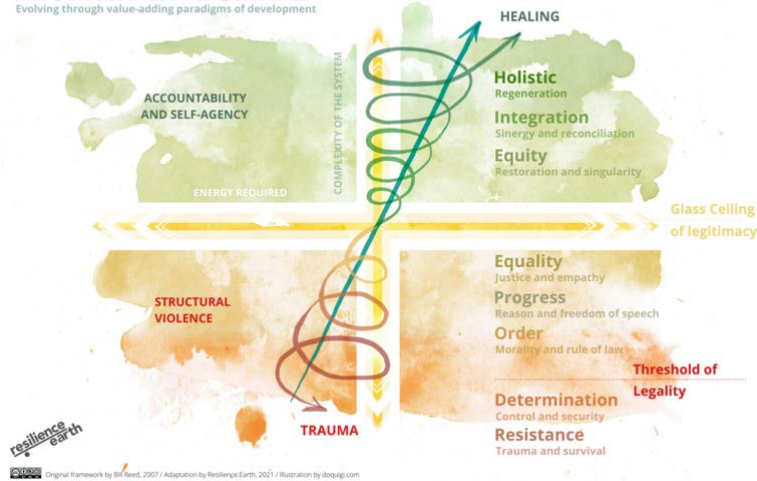 Evolving through value-adding paradigms of development
HEALING
COMPLEXITY OF THE SYSTEM
ACCOUNTABILITY
AND SELF-AGENCY
ENERGY REQUIRED
Holistic
Regeneration
Integration
Sinergy and reconciliation
Equity
Restoration and singularity
Glass Ceiling
of legitimacy
Equality
Justice and empathy
STRUCTURAL
VIOLENCE
Progress
Reason and freedom of speech
Order
Morality and rule of law
Threshold of
Legality
Determination
Control and security
Resistance
Trauma and survival
TRAUMA
resilience
earth
Original framework by Bill Reed, 2007 / Adaptation by Resilience Earth, 2021 / Illustration by doquigi.com